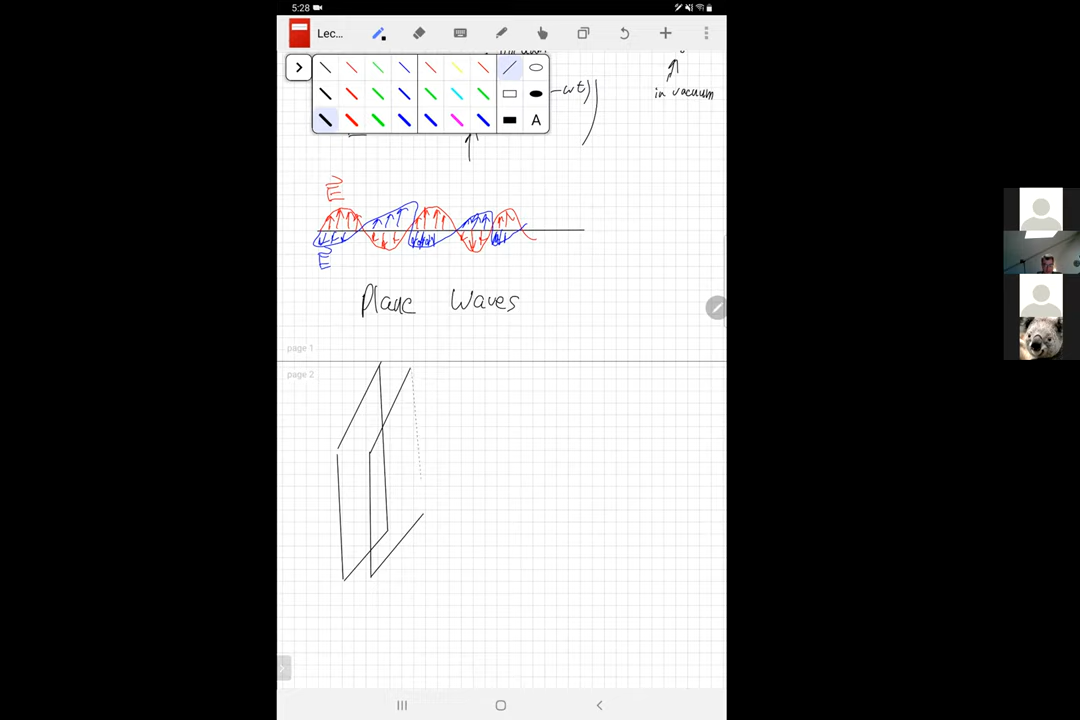 5:28
Lec...
A
-ωt)
in vacuum
E
E
Plane Waves
page 1
page 2